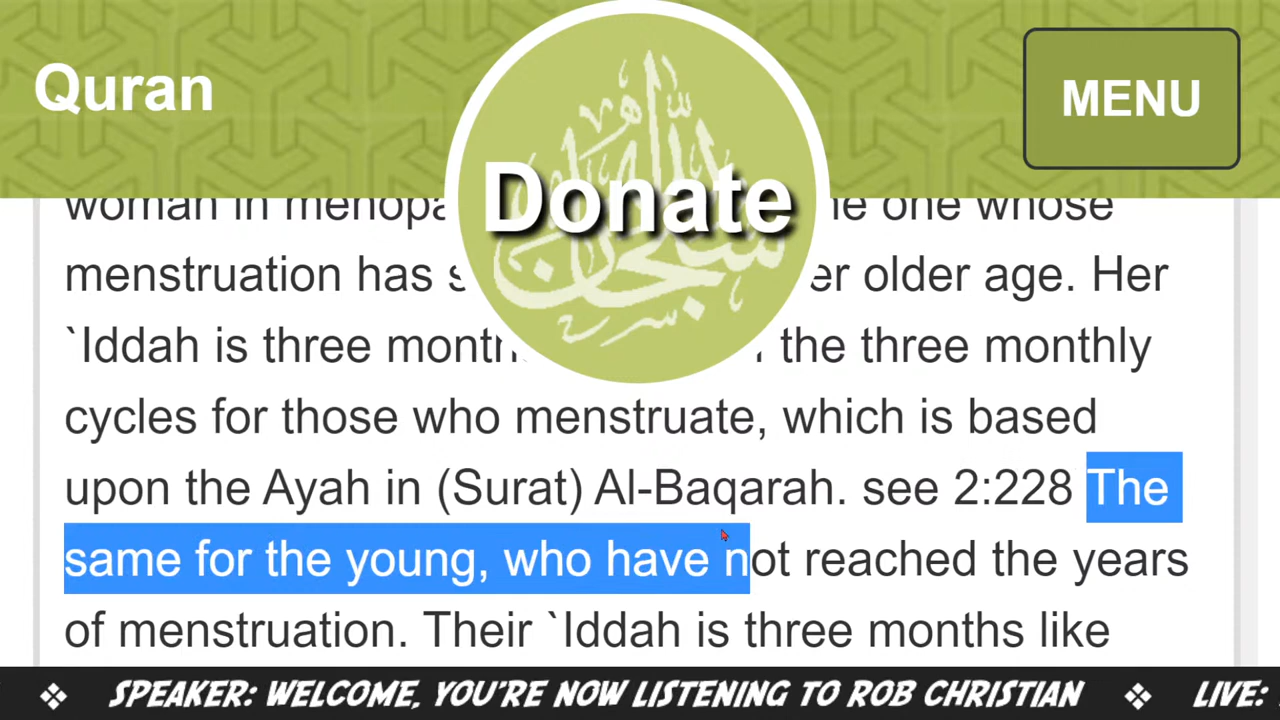 Quran
Donate
MENU
woman in ne one whose
menstruation has er older age. Her
`Iddah is three the three monthly
cycles for those who menstruate, which is based
upon the Ayah in (Surat) Al-Baqarah. see 2:228 The
same for the young, who have not reached the years
of menstruation. Their `Iddah is three months like
SPEAKER: WELCOME, YOU'RE NOW LISTENING TO ROB CHRISTIAN LIVE: